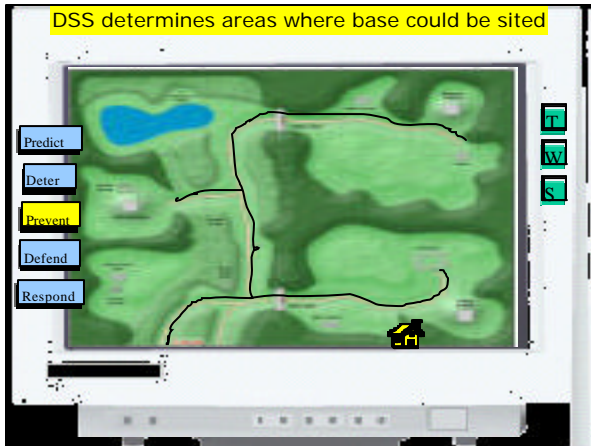 DSS determines areas where base could be sited
Predict
Deter
Prevent
Defend
Respond
T
W
S